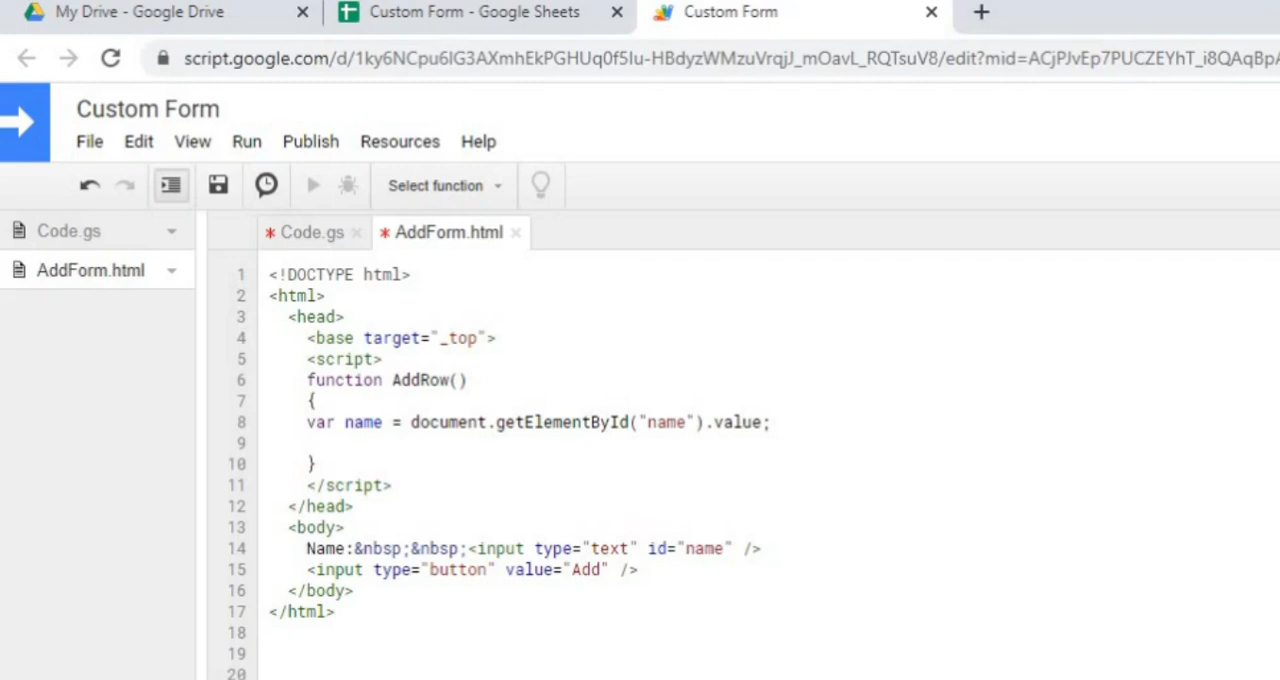 My Drive - Google Drive
Custom Form - Google Sheets
Custom Form
script.google.com/d/1ky6NCpu6IG3AXmhEkPGHUq0f5Iu-HBdyzWMzuVrqjJ_mOavL_RQTsuV8/edit?mid=ACjPJvEp7PUCZEYhT_i8QAqBpA
Custom Form
File Edit View Run Publish Resources Help
Select function
Code.gs
AddForm.html
* Code.gs
* AddForm.html
1 <!DOCTYPE html>
2 <html>
3 <head>
4 <base target="_top">
5 <script>
6 function AddRow()
7 {
8 var name = document.getElementById("name").value;
9
10 }
11 </script>
12 </head>
13 <body>
14 Name:&nbsp;&nbsp;<input type="text" id="name" />
15 <input type="button" value="Add" />
16 </body>
17 </html>
18
19
20